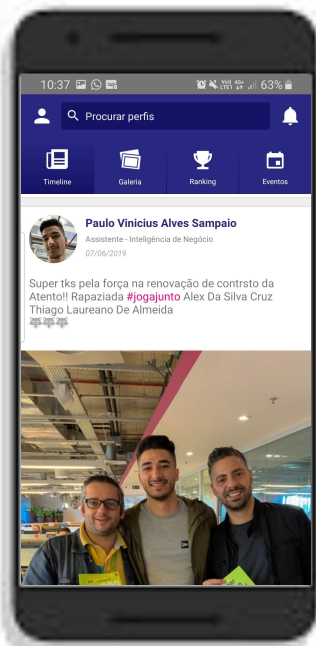 10:37 63%
Procurar perfis
Timeline Galeria Ranking Eventos
Paulo Vinicius Alves Sampaio
Assistente - Inteligência de Negócio
07/06/2019
Super tks pela força na renovação de contrsto da
Atento!! Rapaziada #jogajunto Alex Da Silva Cruz
Thiago Laureano De Almeida